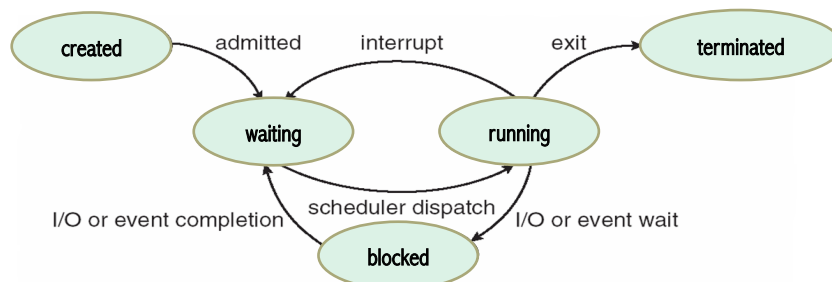 admitted
interrupt
exit
created
terminated
waiting
running
scheduler dispatch
I/O or event completion
I/O or event wait
blocked